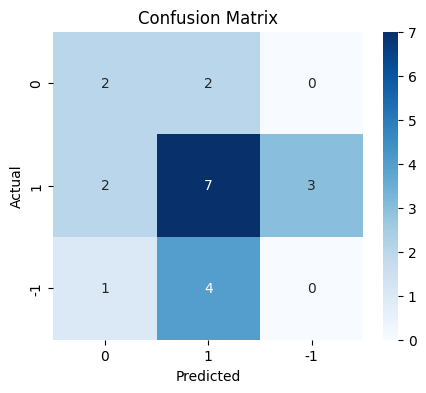 Confusion Matrix
7
0 2 2 0
6
5
Actual
1 2 7 3
4
3
2
-1 1 4 0
1
0
0 1 -1
Predicted